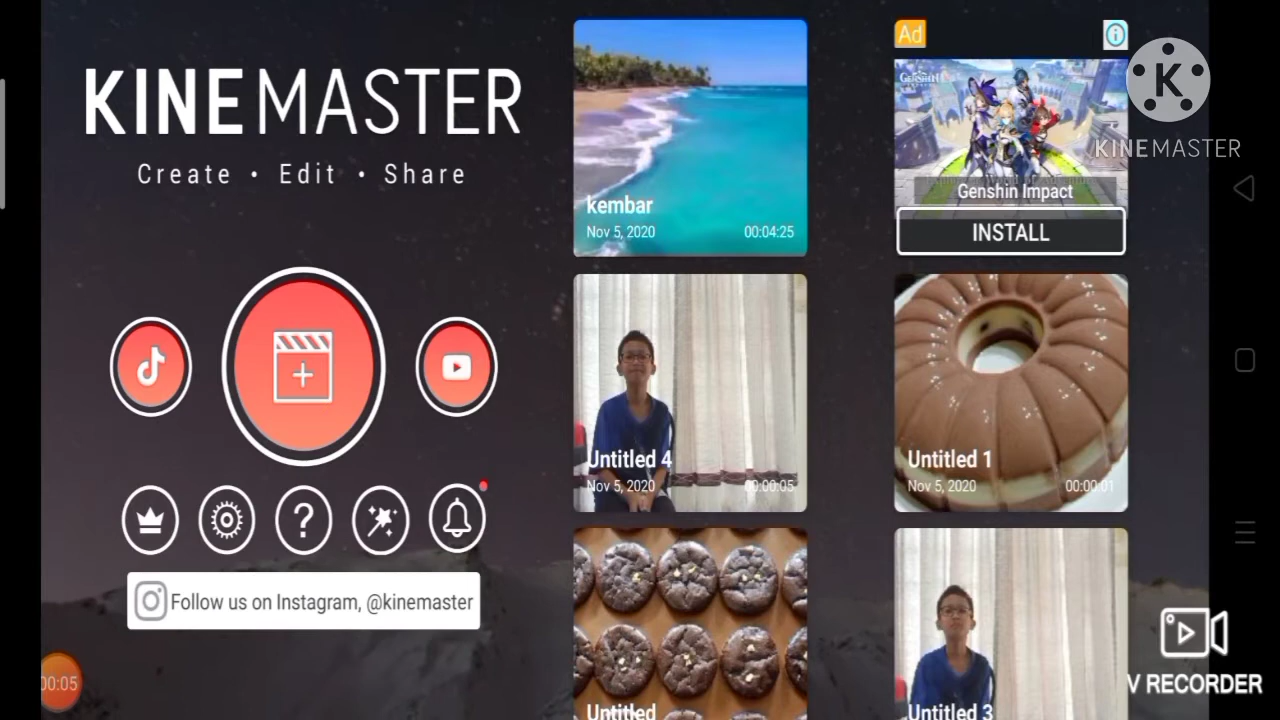 KINEMASTER
Create • Edit • Share
Follow us on Instagram, @kinemaster
00:05
kembar
Nov 5, 2020 00:04:25
Ad
Genshin Impact
INSTALL
Untitled 4
Nov 5, 2020 00:00:05
Untitled 1
Nov 5, 2020 00:00:01
Untitled
Untitled 3
K
KINEMASTER
V RECORDER